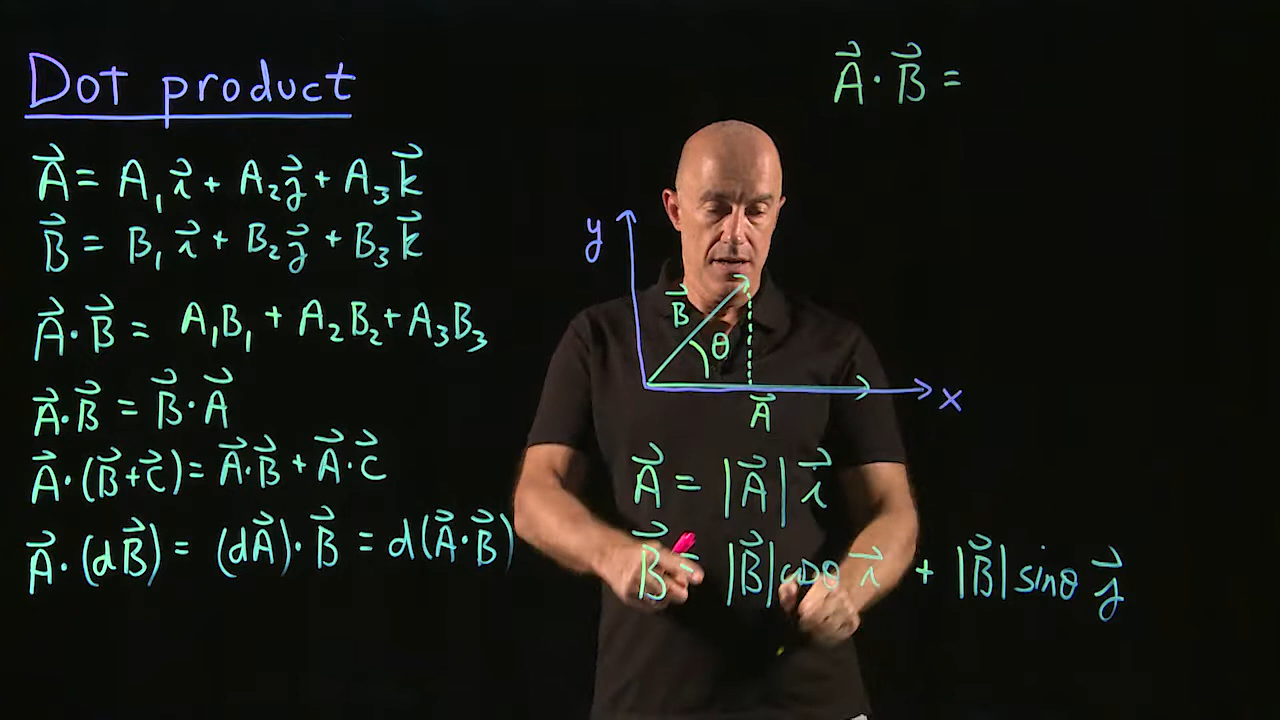 Dot product
A⃗ = A₁ i⃗ + A₂ j⃗ + A₃ k⃗
B⃗ = B₁ i⃗ + B₂ j⃗ + B₃ k⃗
A⃗ · B⃗ = A₁B₁ + A₂B₂ + A₃B₃
A⃗ · B⃗ = B⃗ · A⃗
A⃗ · (B⃗ + c⃗) = A⃗ · B⃗ + A⃗ · c⃗
A⃗ · (dB⃗) = (dA⃗) · B⃗ = d(A⃗ · B⃗)
A⃗ · B⃗ =
y
B⃗
θ
x
A⃗
A⃗ = |A⃗| i⃗
B⃗ = |B⃗| cosθ i⃗ + |B⃗| sinθ j⃗